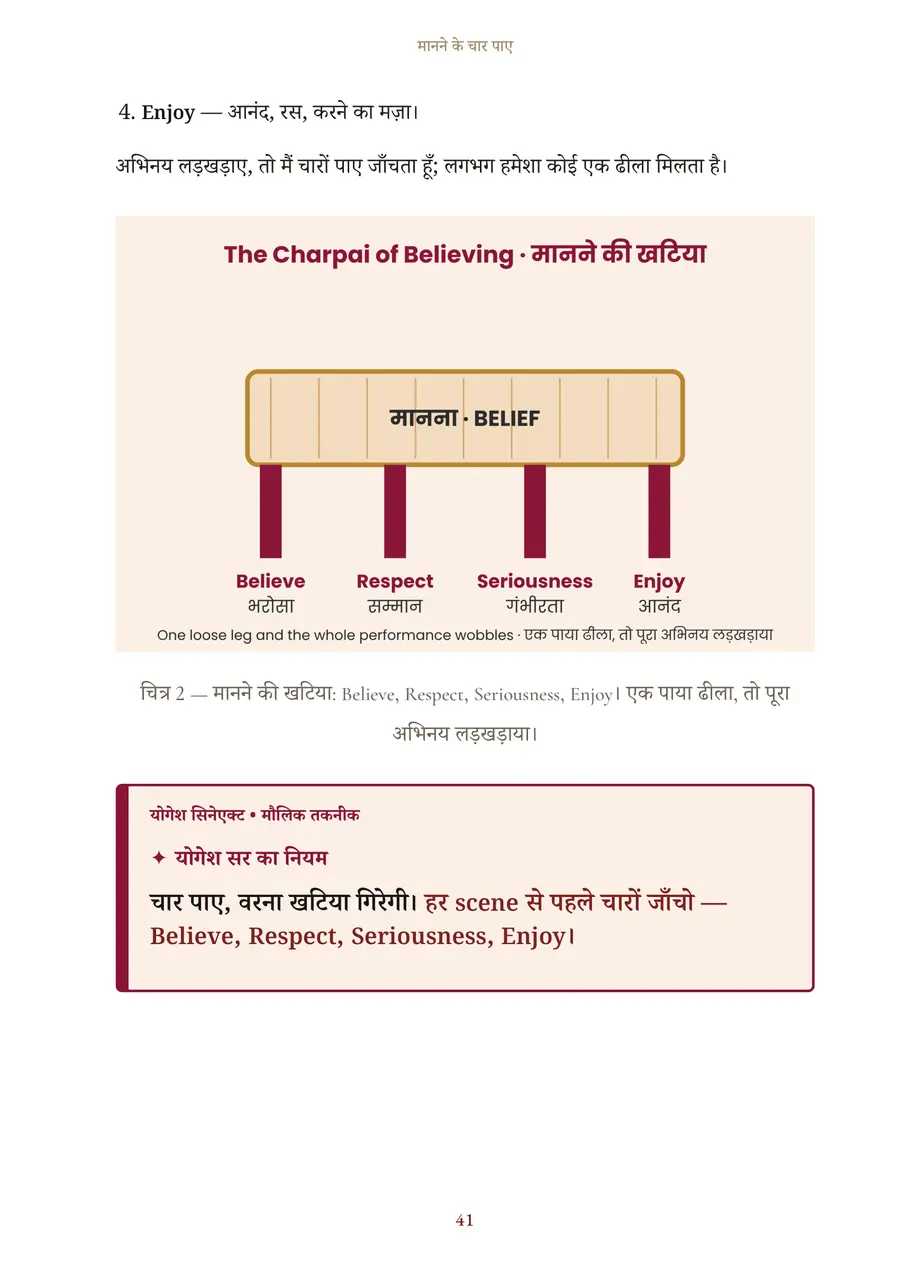 मानने के चार पाए
4. Enjoy — आनंद, रस, करने का मज़ा।
अभिनय लड़खड़ाए, तो मैं चारों पाए जाँचता हूँ; लगभग हमेशा कोई एक ढीला मिलता है।
The Charpai of Believing · मानने की खटिया
मानना · BELIEF
Believe Respect Seriousness Enjoy
भरोसा सम्मान गंभीरता आनंद
One loose leg and the whole performance wobbles · एक पाया ढीला, तो पूरा अभिनय लड़खड़ाया
चित्र 2 — मानने की खटिया: Believe, Respect, Seriousness, Enjoy। एक पाया ढीला, तो पूरा
अभिनय लड़खड़ाया।
योगेश सिनेएक्ट • मौलिक तकनीक
✦ योगेश सर का नियम
चार पाए, वरना खटिया गिरेगी। हर scene से पहले चारों जाँचो —
Believe, Respect, Seriousness, Enjoy।
41